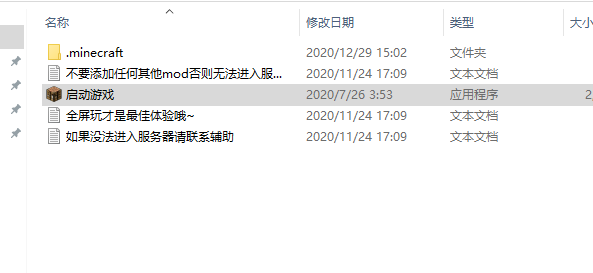 名称 修改日期 类型 大小
.minecraft 2020/12/29 15:02 文件夹
不要添加任何其他mod否则无法进入服... 2020/11/24 17:09 文本文档
启动游戏 2020/7/26 3:53 应用程序 2,
全屏玩才是最佳体验哦~ 2020/11/24 17:09 文本文档
如果没法进入服务器请联系辅助 2020/11/24 17:09 文本文档